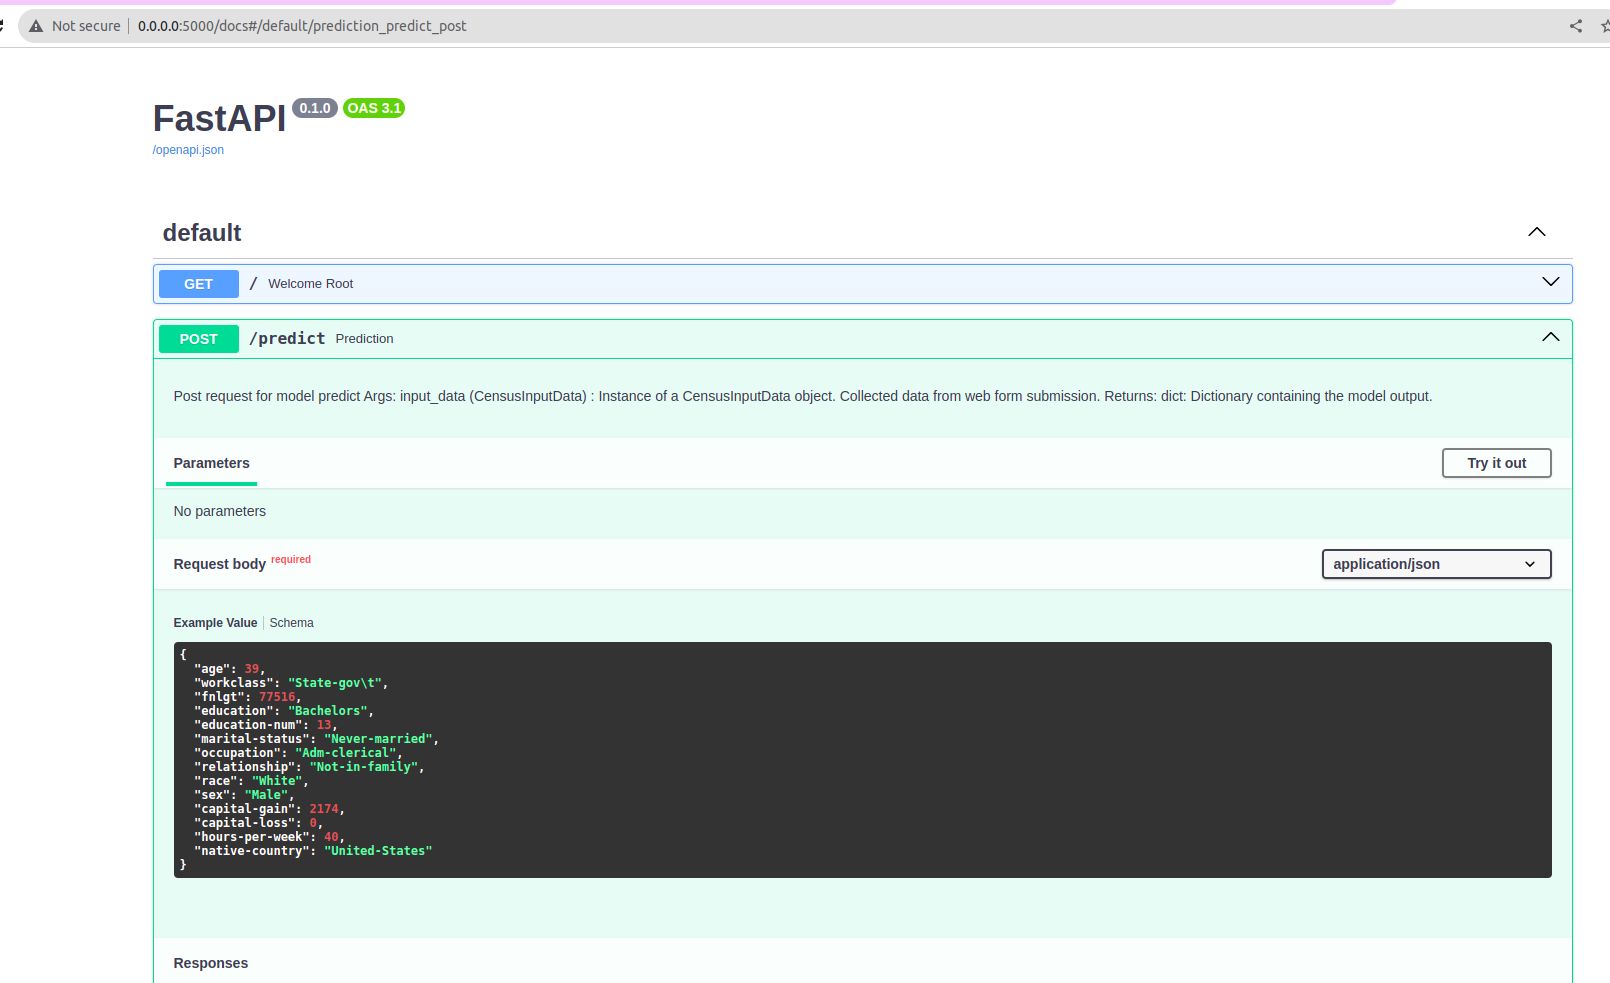 Not secure | 0.0.0.0:5000/docs#/default/prediction_predict_post
FastAPI 0.1.0 OAS 3.1
/openapi.json
default
GET / Welcome Root
POST /predict Prediction
Post request for model predict Args: input_data (CensusInputData) : Instance of a CensusInputData object. Collected data from web form submission. Returns: dict: Dictionary containing the model output.
Parameters Try it out
No parameters
Request body required application/json
Example Value | Schema
{
"age": 39,
"workclass": "State-gov\t",
"fnlgt": 77516,
"education": "Bachelors",
"education-num": 13,
"marital-status": "Never-married",
"occupation": "Adm-clerical",
"relationship": "Not-in-family",
"race": "White",
"sex": "Male",
"capital-gain": 2174,
"capital-loss": 0,
"hours-per-week": 40,
"native-country": "United-States"
}
Responses